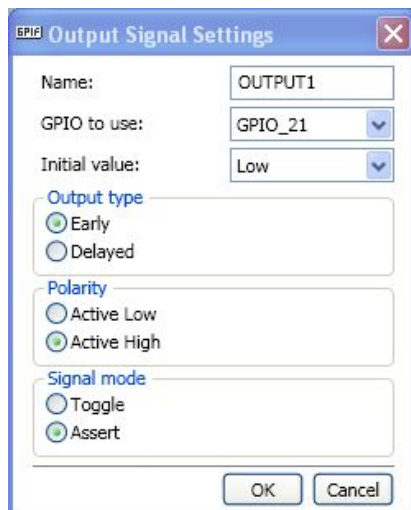 GPIF Output Signal Settings
Name: OUTPUT1
GPIO to use: GPIO_21
Initial value: Low
Output type
Early
Delayed
Polarity
Active Low
Active High
Signal mode
Toggle
Assert
OK Cancel